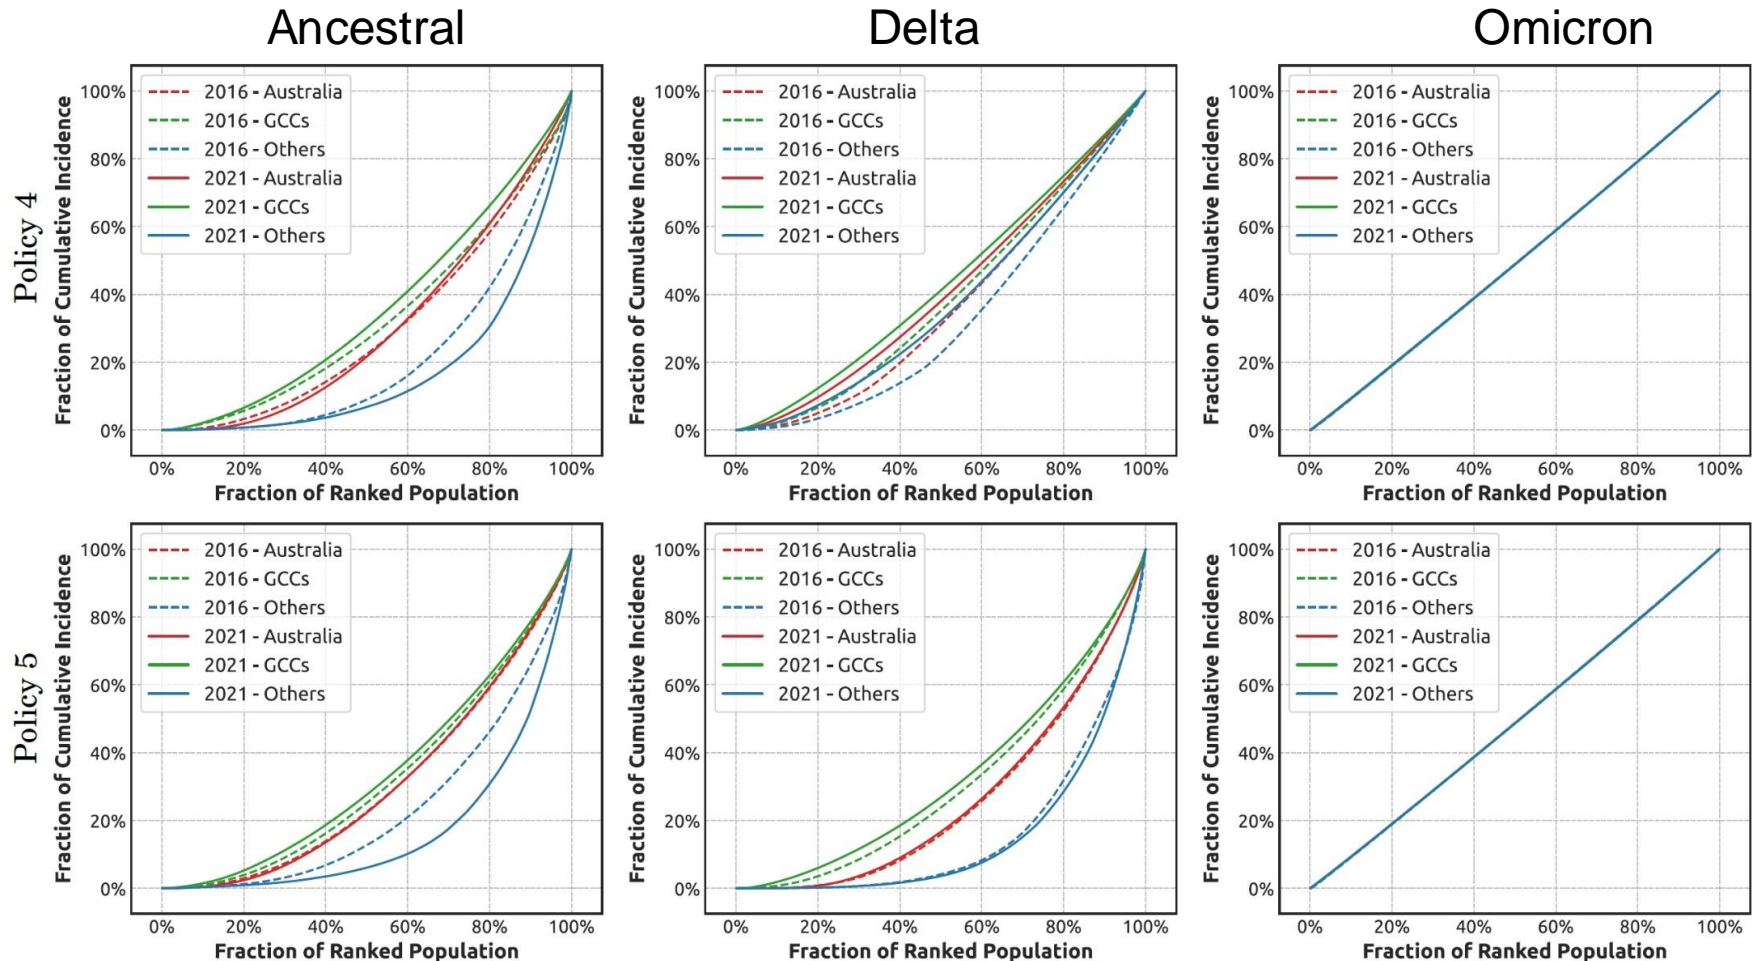 Ancestral
Delta
Omicron
Policy 4
Fraction of Cumulative Incidence
100%
80%
60%
40%
20%
0%
2016 - Australia
2016 - GCCs
2016 - Others
2021 - Australia
2021 - GCCs
2021 - Others
0% 20% 40% 60% 80% 100%
Fraction of Ranked Population
Fraction of Cumulative Incidence
100%
80%
60%
40%
20%
0%
2016 - Australia
2016 - GCCs
2016 - Others
2021 - Australia
2021 - GCCs
2021 - Others
0% 20% 40% 60% 80% 100%
Fraction of Ranked Population
Fraction of Cumulative Incidence
100%
80%
60%
40%
20%
0%
2016 - Australia
2016 - GCCs
2016 - Others
2021 - Australia
2021 - GCCs
2021 - Others
0% 20% 40% 60% 80% 100%
Fraction of Ranked Population
Policy 5
Fraction of Cumulative Incidence
100%
80%
60%
40%
20%
0%
2016 - Australia
2016 - GCCs
2016 - Others
2021 - Australia
2021 - GCCs
2021 - Others
0% 20% 40% 60% 80% 100%
Fraction of Ranked Population
Fraction of Cumulative Incidence
100%
80%
60%
40%
20%
0%
2016 - Australia
2016 - GCCs
2016 - Others
2021 - Australia
2021 - GCCs
2021 - Others
0% 20% 40% 60% 80% 100%
Fraction of Ranked Population
Fraction of Cumulative Incidence
100%
80%
60%
40%
20%
0%
2016 - Australia
2016 - GCCs
2016 - Others
2021 - Australia
2021 - GCCs
2021 - Others
0% 20% 40% 60% 80% 100%
Fraction of Ranked Population